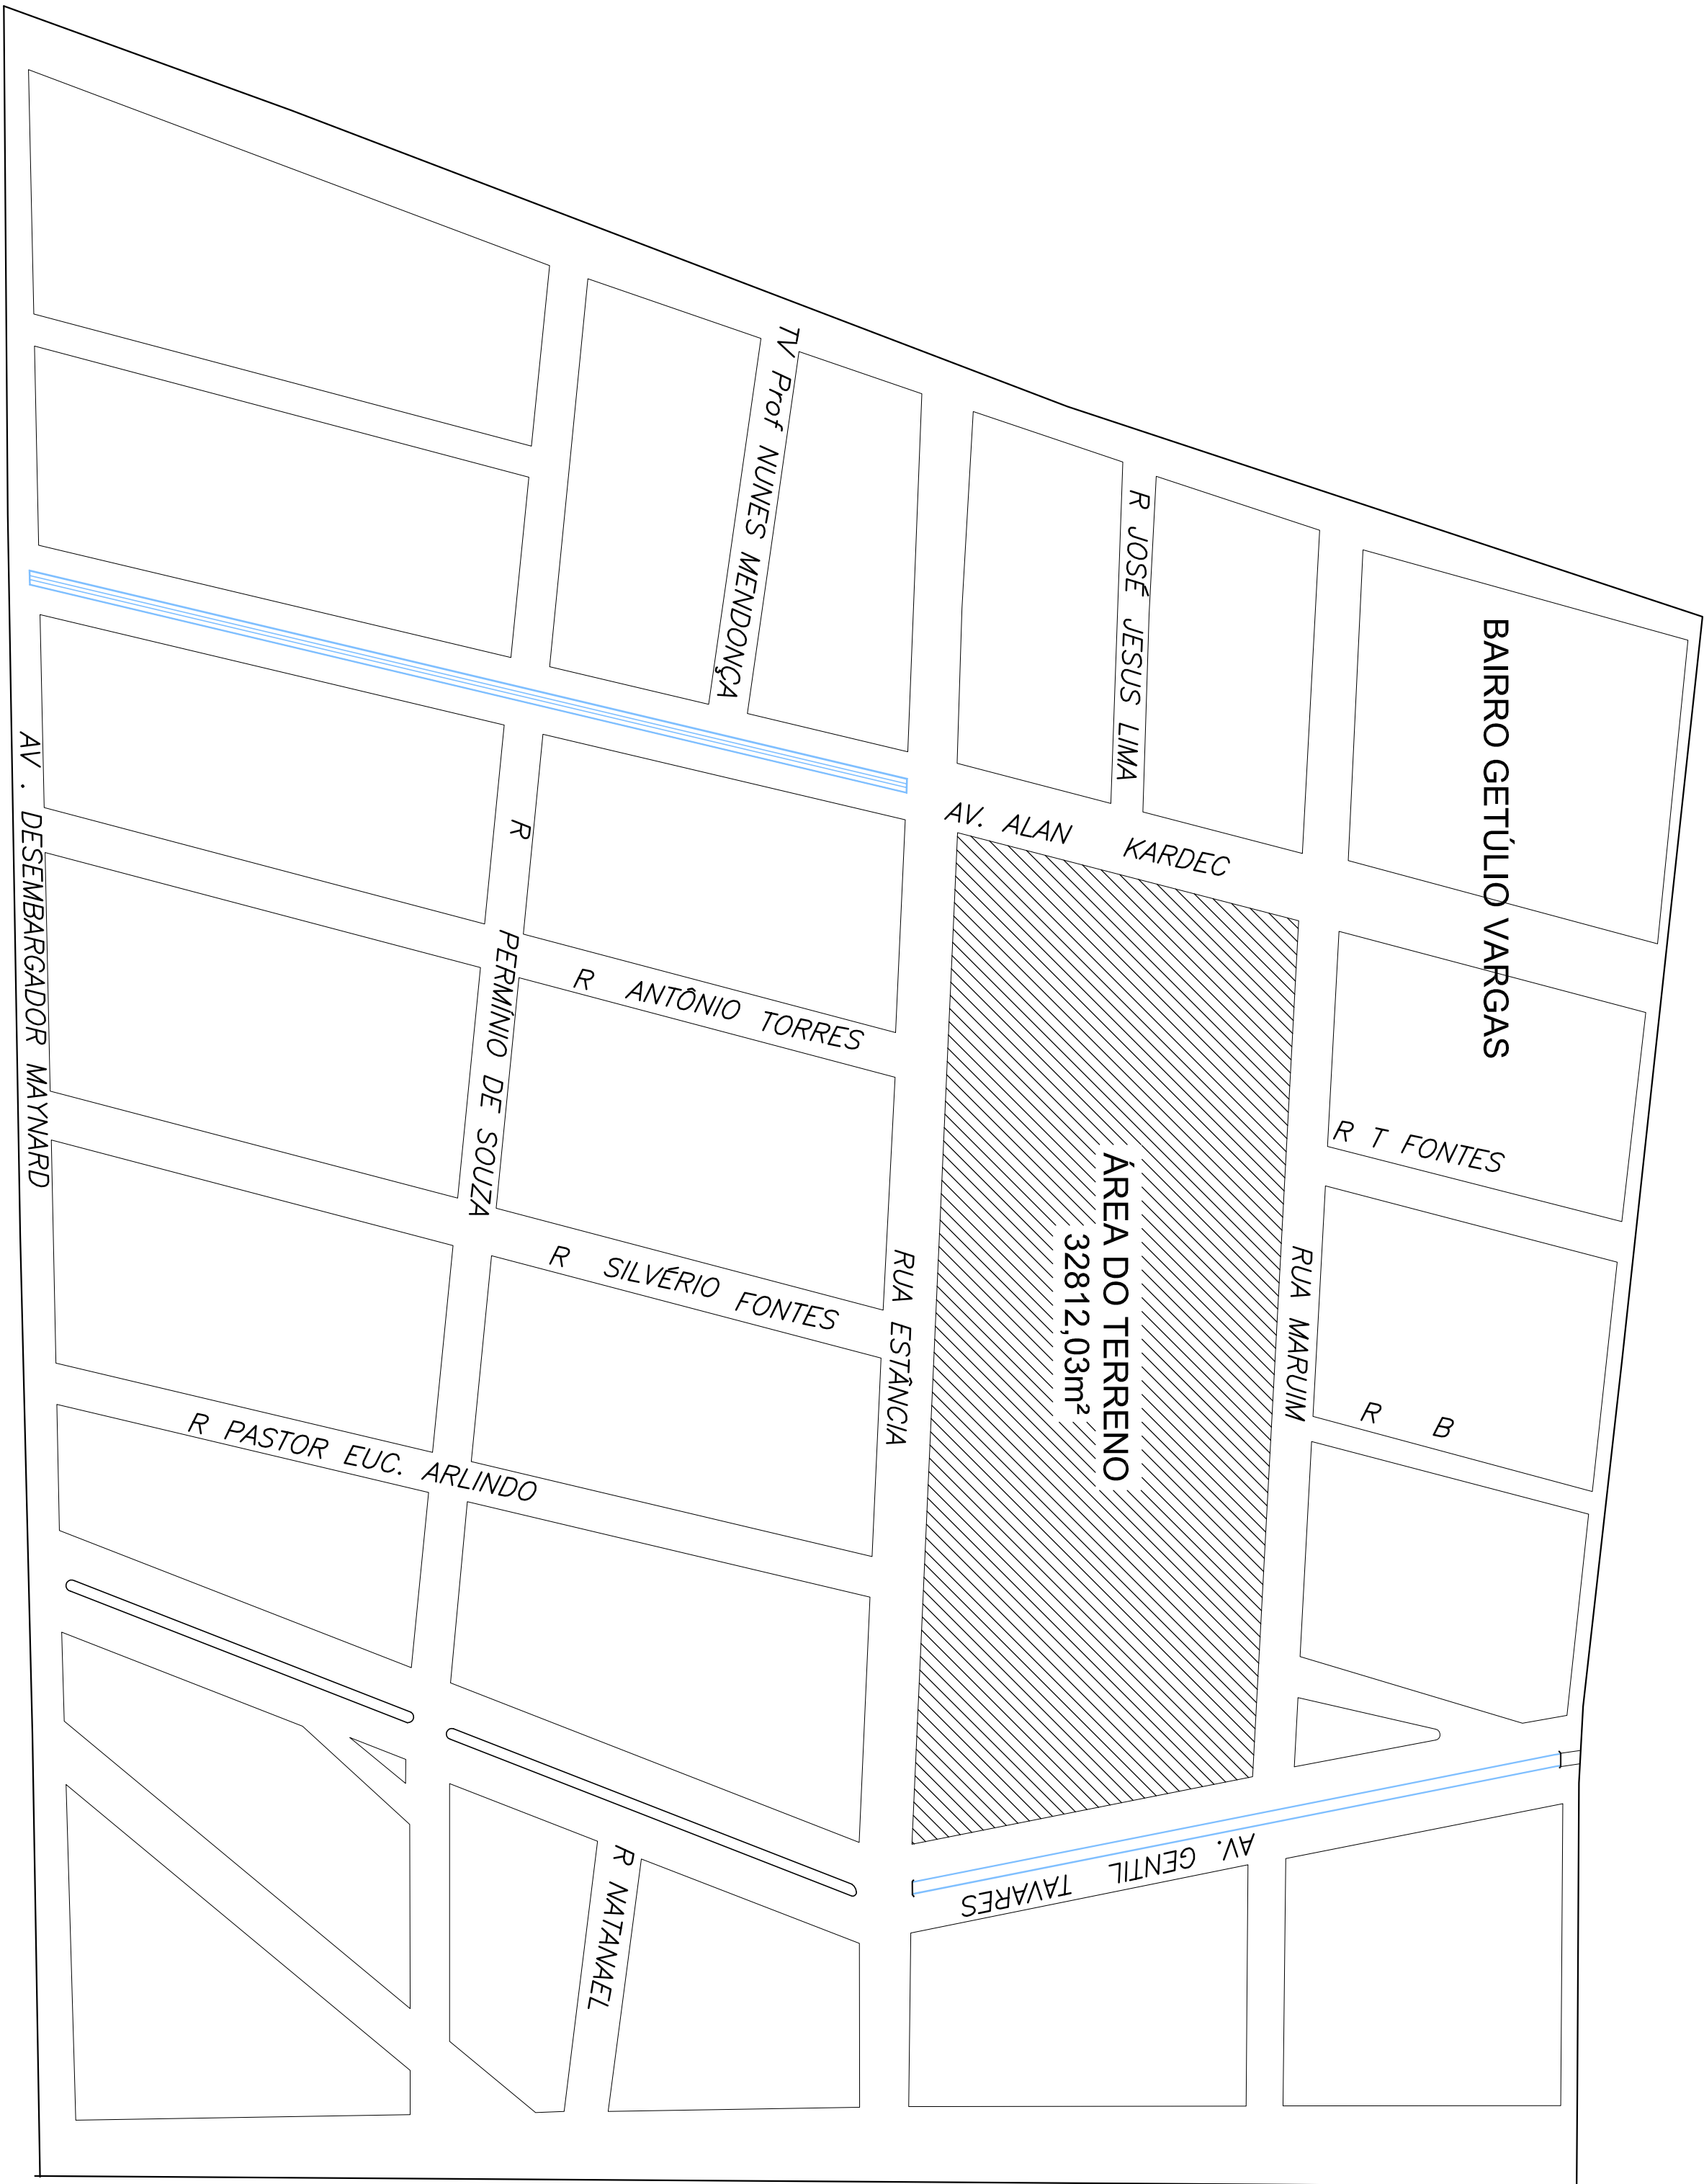 TV Prof NUNES MENDONÇA
R JOSÉ JESUS LIMA
BAIRRO GETÚLIO VARGAS
AV . DESEMBARGADOR MAYNARD
R PERMÍNIO DE SOUZA
AV. ALAN KARDEC
R ANTÔNIO TORRES
R T FONTES
ÁREA DO TERRENO
32812,03m²
R SILVÉRIO FONTES
RUA ESTÂNCIA
RUA MARUIM
R B
R PASTOR EUC. ARLINDO
R NATANAEL
AV. GENTIL TAVARES